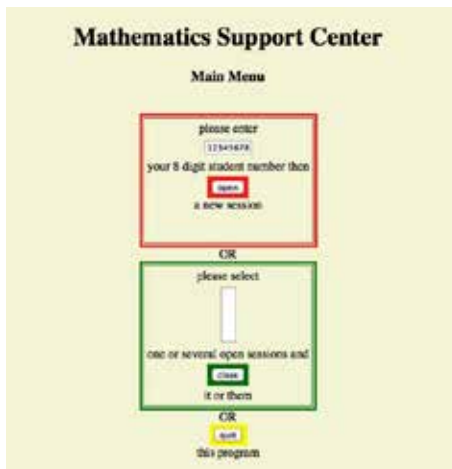 Mathematics Support Center
Main Menu
please enter
12345678
your 8 digit student number then
open
a new session
OR
please select
one or several open sessions and
close
it or them
OR
quit
this program